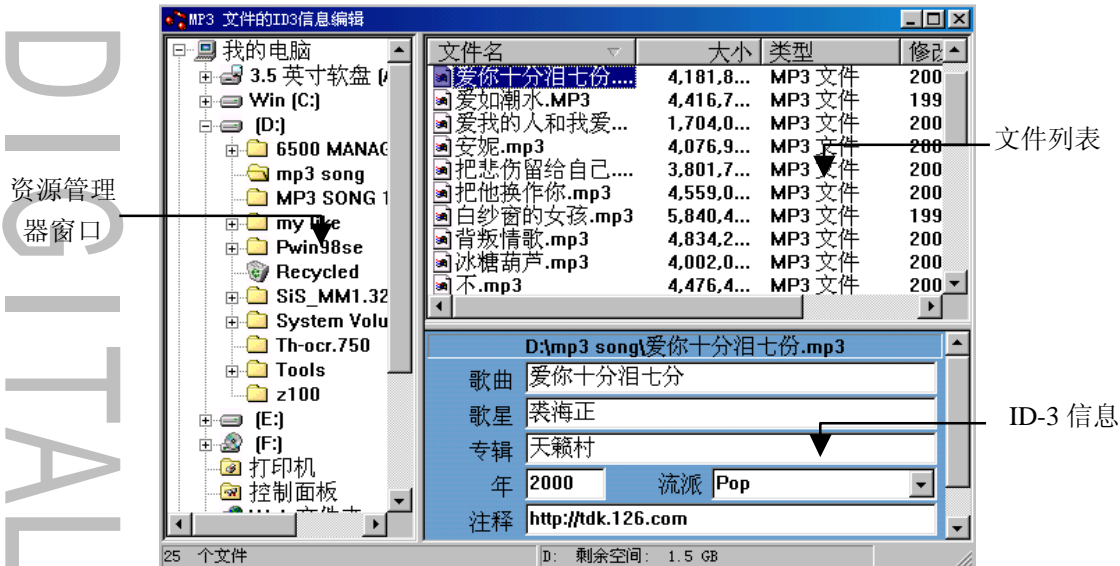 DIGITAL
MP3 文件的ID3信息编辑
资源管理
器窗口
我的电脑
3.5 英寸软盘 (
Win (C:)
(D:)
6500 MANAG
mp3 song
MP3 SONG 1
my like
Pwin98se
Recycled
SiS_MM1.32
System Volu
Th-ocr.750
Tools
z100
(E:)
(F:)
打印机
控制面板
文件名 大小 类型 修改
爱你十分泪七份.... 4,181,8... MP3 文件 200
爱如潮水.MP3 4,416,7... MP3 文件 199
爱我的人和我爱... 1,704,0... MP3 文件 200
安妮.mp3 4,076,9... MP3 文件 200
把悲伤留给自己.... 3,801,7... MP3 文件 200
把他换作你.mp3 4,559,0... MP3 文件 200
白纱窗的女孩.mp3 5,840,4... MP3 文件 199
背叛情歌.mp3 4,834,2... MP3 文件 200
冰糖葫芦.mp3 4,002,0... MP3 文件 200
不.mp3 4,476,4... MP3 文件 200
文件列表
D:\mp3 song\爱你十分泪七份.mp3
歌曲 爱你十分泪七分
歌星 裘海正
专辑 天籁村
年 2000 流派 Pop
注释 http://tdk.126.com
ID-3 信息
25 个文件 D: 剩余空间: 1.5 GB